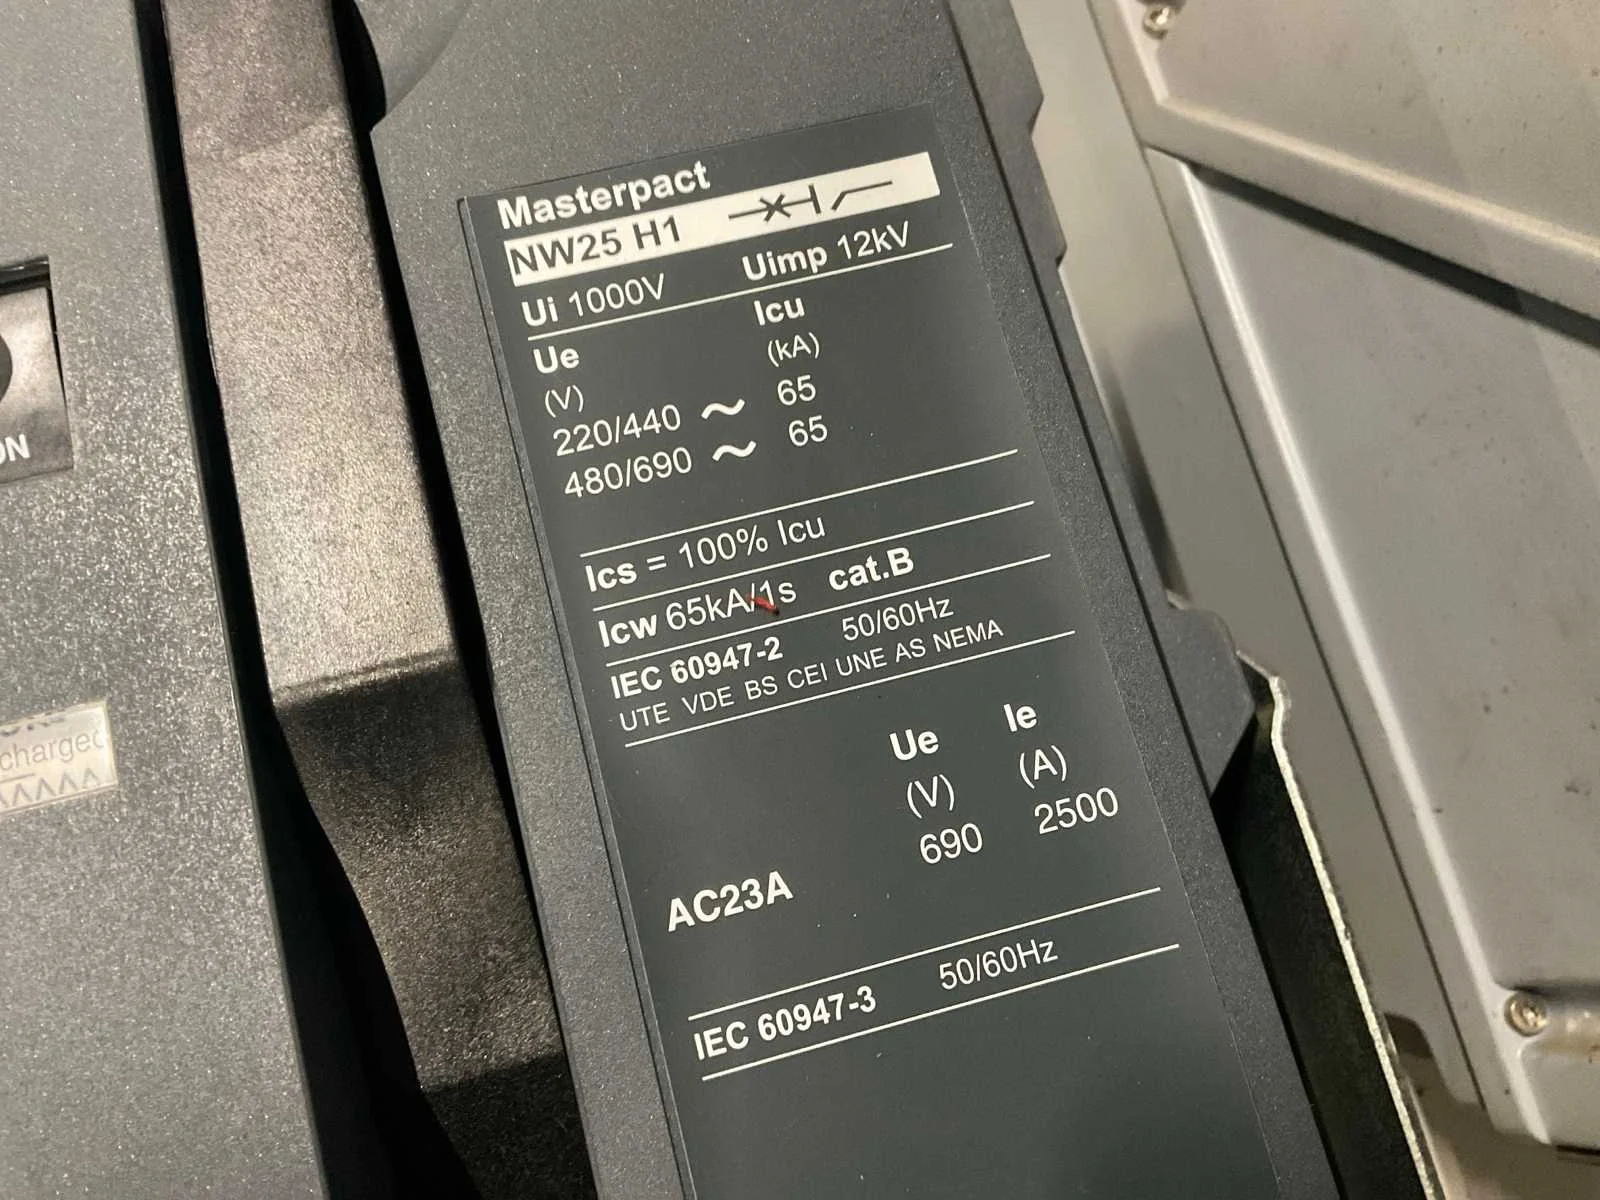 Masterpact
NW25 H1
Ui 1000V Uimp 12kV
Ue Icu
(V) (kA)
220/440 ~ 65
480/690 ~ 65
Ics = 100% Icu
Icw 65kA/1s cat.B
IEC 60947-2 50/60Hz
UTE VDE BS CEI UNE AS NEMA
Ue Ie
(V) (A)
690 2500
AC23A
IEC 60947-3 50/60Hz
ON
charged